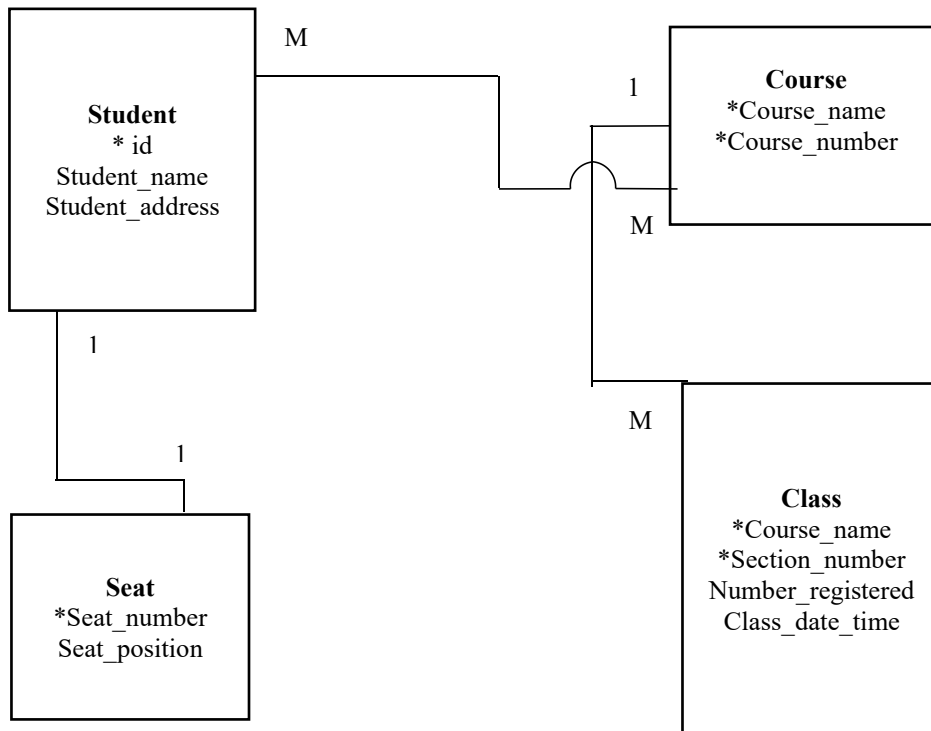 M
Student
* id
Student_name
Student_address
1
Course
*Course_name
*Course_number
M
1
1
Seat
*Seat_number
Seat_position
M
Class
*Course_name
*Section_number
Number_registered
Class_date_time